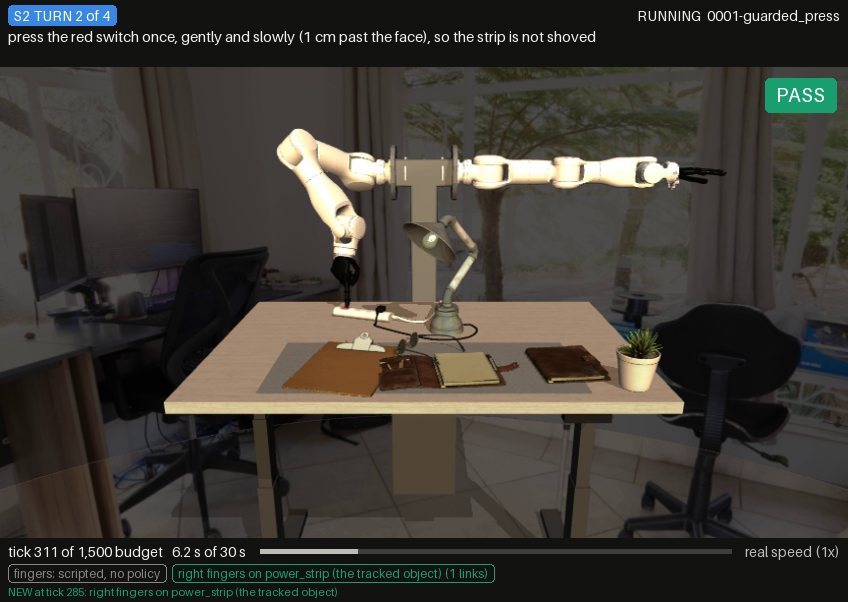 S2 TURN 2 of 4
RUNNING 0001-guarded_press
press the red switch once, gently and slowly (1 cm past the face), so the strip is not shoved
PASS
tick 311 of 1,500 budget 6.2 s of 30 s
real speed (1x)
fingers: scripted, no policy
right fingers on power_strip (the tracked object) (1 links)
NEW at tick 285: right fingers on power_strip (the tracked object)